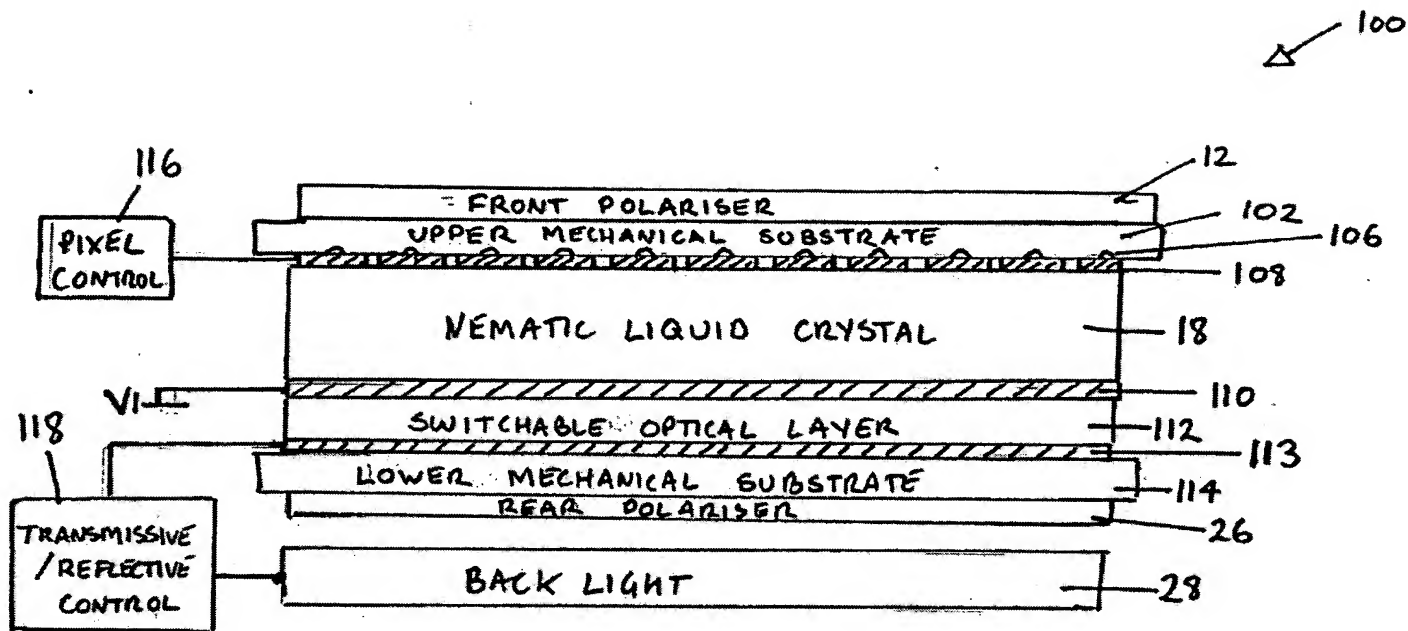 100
116
12
FRONT POLARISER
102
UPPER MECHANICAL SUBSTRATE
106
PIXEL
CONTROL
108
NEMATIC LIQUID CRYSTAL
18
V1
110
SWITCHABLE OPTICAL LAYER
112
118
113
LOWER MECHANICAL SUBSTRATE
114
REAR POLARISER
26
TRANSMISSIVE
/REFLECTIVE
CONTROL
BACK LIGHT
28